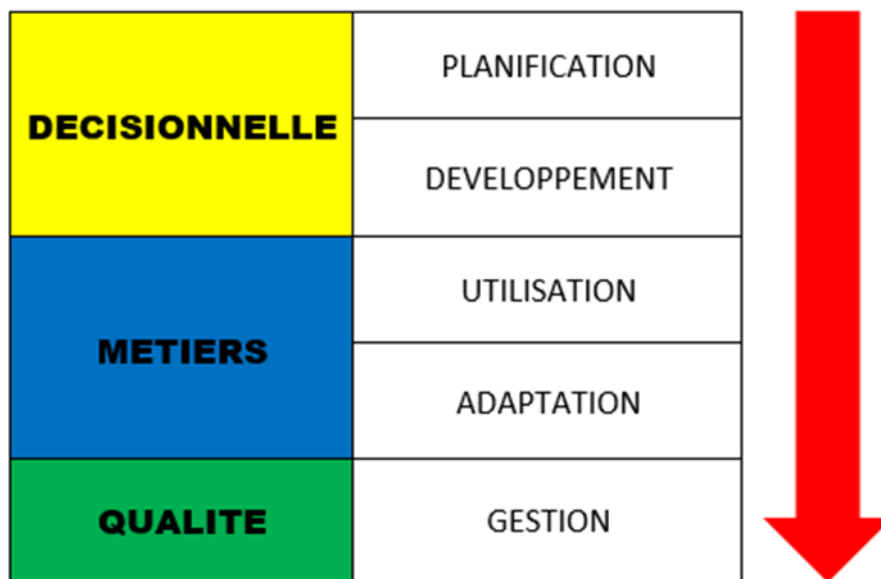 DECISIONNELLE
PLANIFICATION
DEVELOPPEMENT
METIERS
UTILISATION
ADAPTATION
QUALITE
GESTION